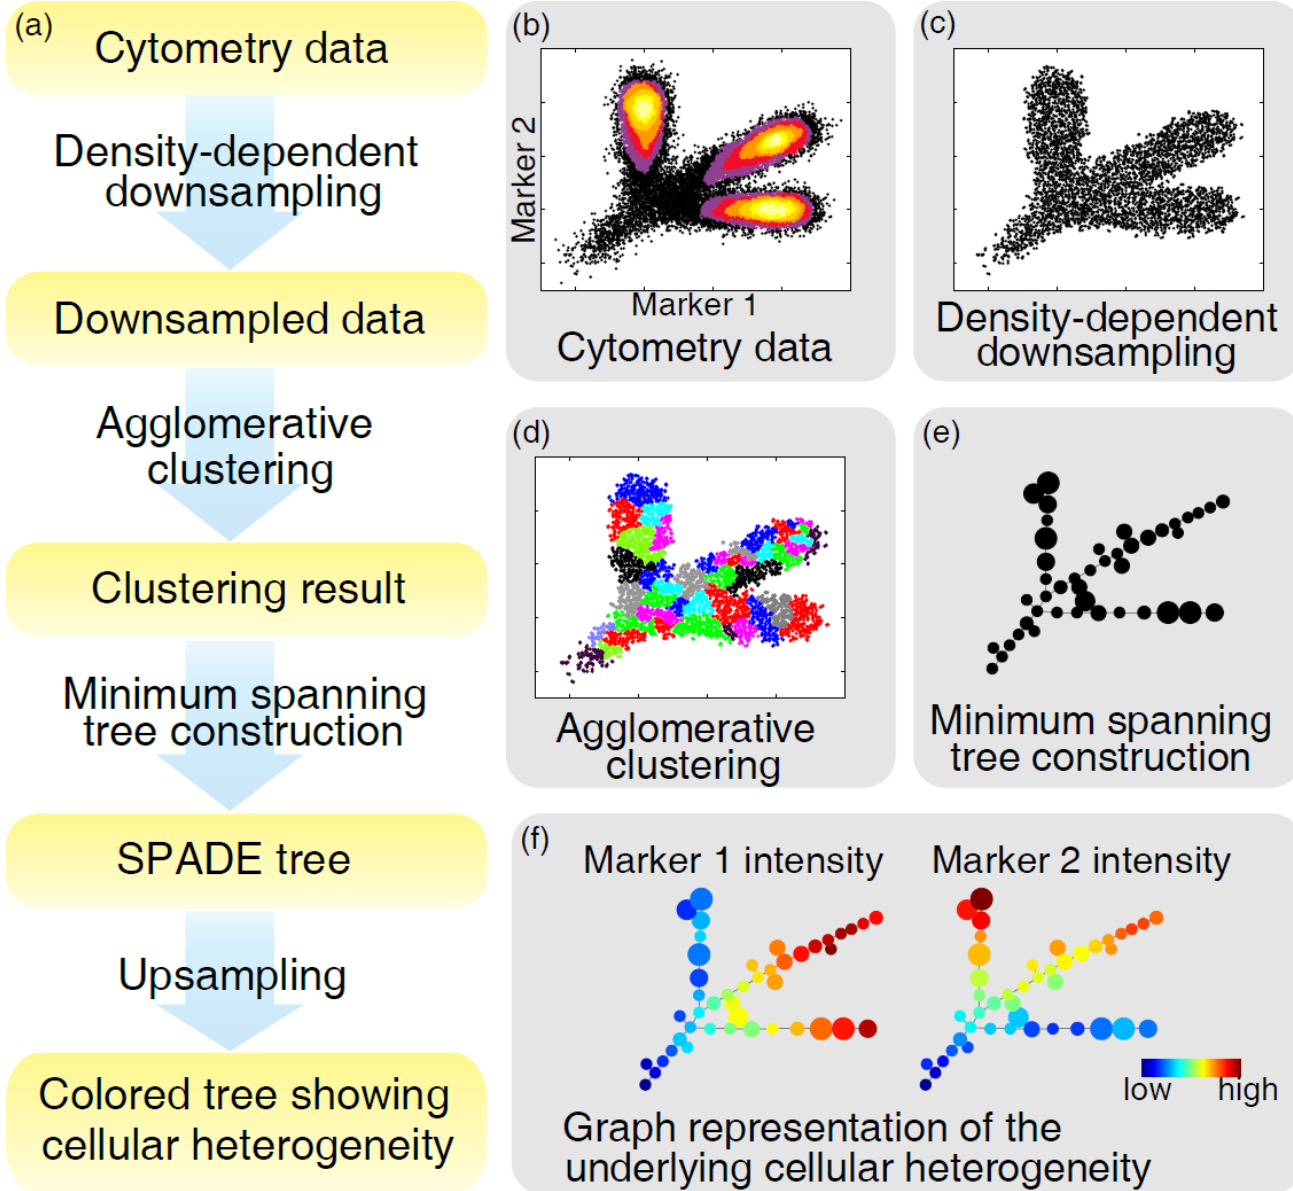 (a)
Cytometry data
Density-dependent
downsampling
Downsampled data
Agglomerative
clustering
Clustering result
Minimum spanning
tree construction
SPADE tree
Upsampling
Colored tree showing
cellular heterogeneity
(b)
Marker 2
Marker 1
Cytometry data
(c)
Density-dependent
downsampling
(d)
Agglomerative
clustering
(e)
Minimum spanning
tree construction
(f)
Marker 1 intensity
Marker 2 intensity
low
high
Graph representation of the
underlying cellular heterogeneity